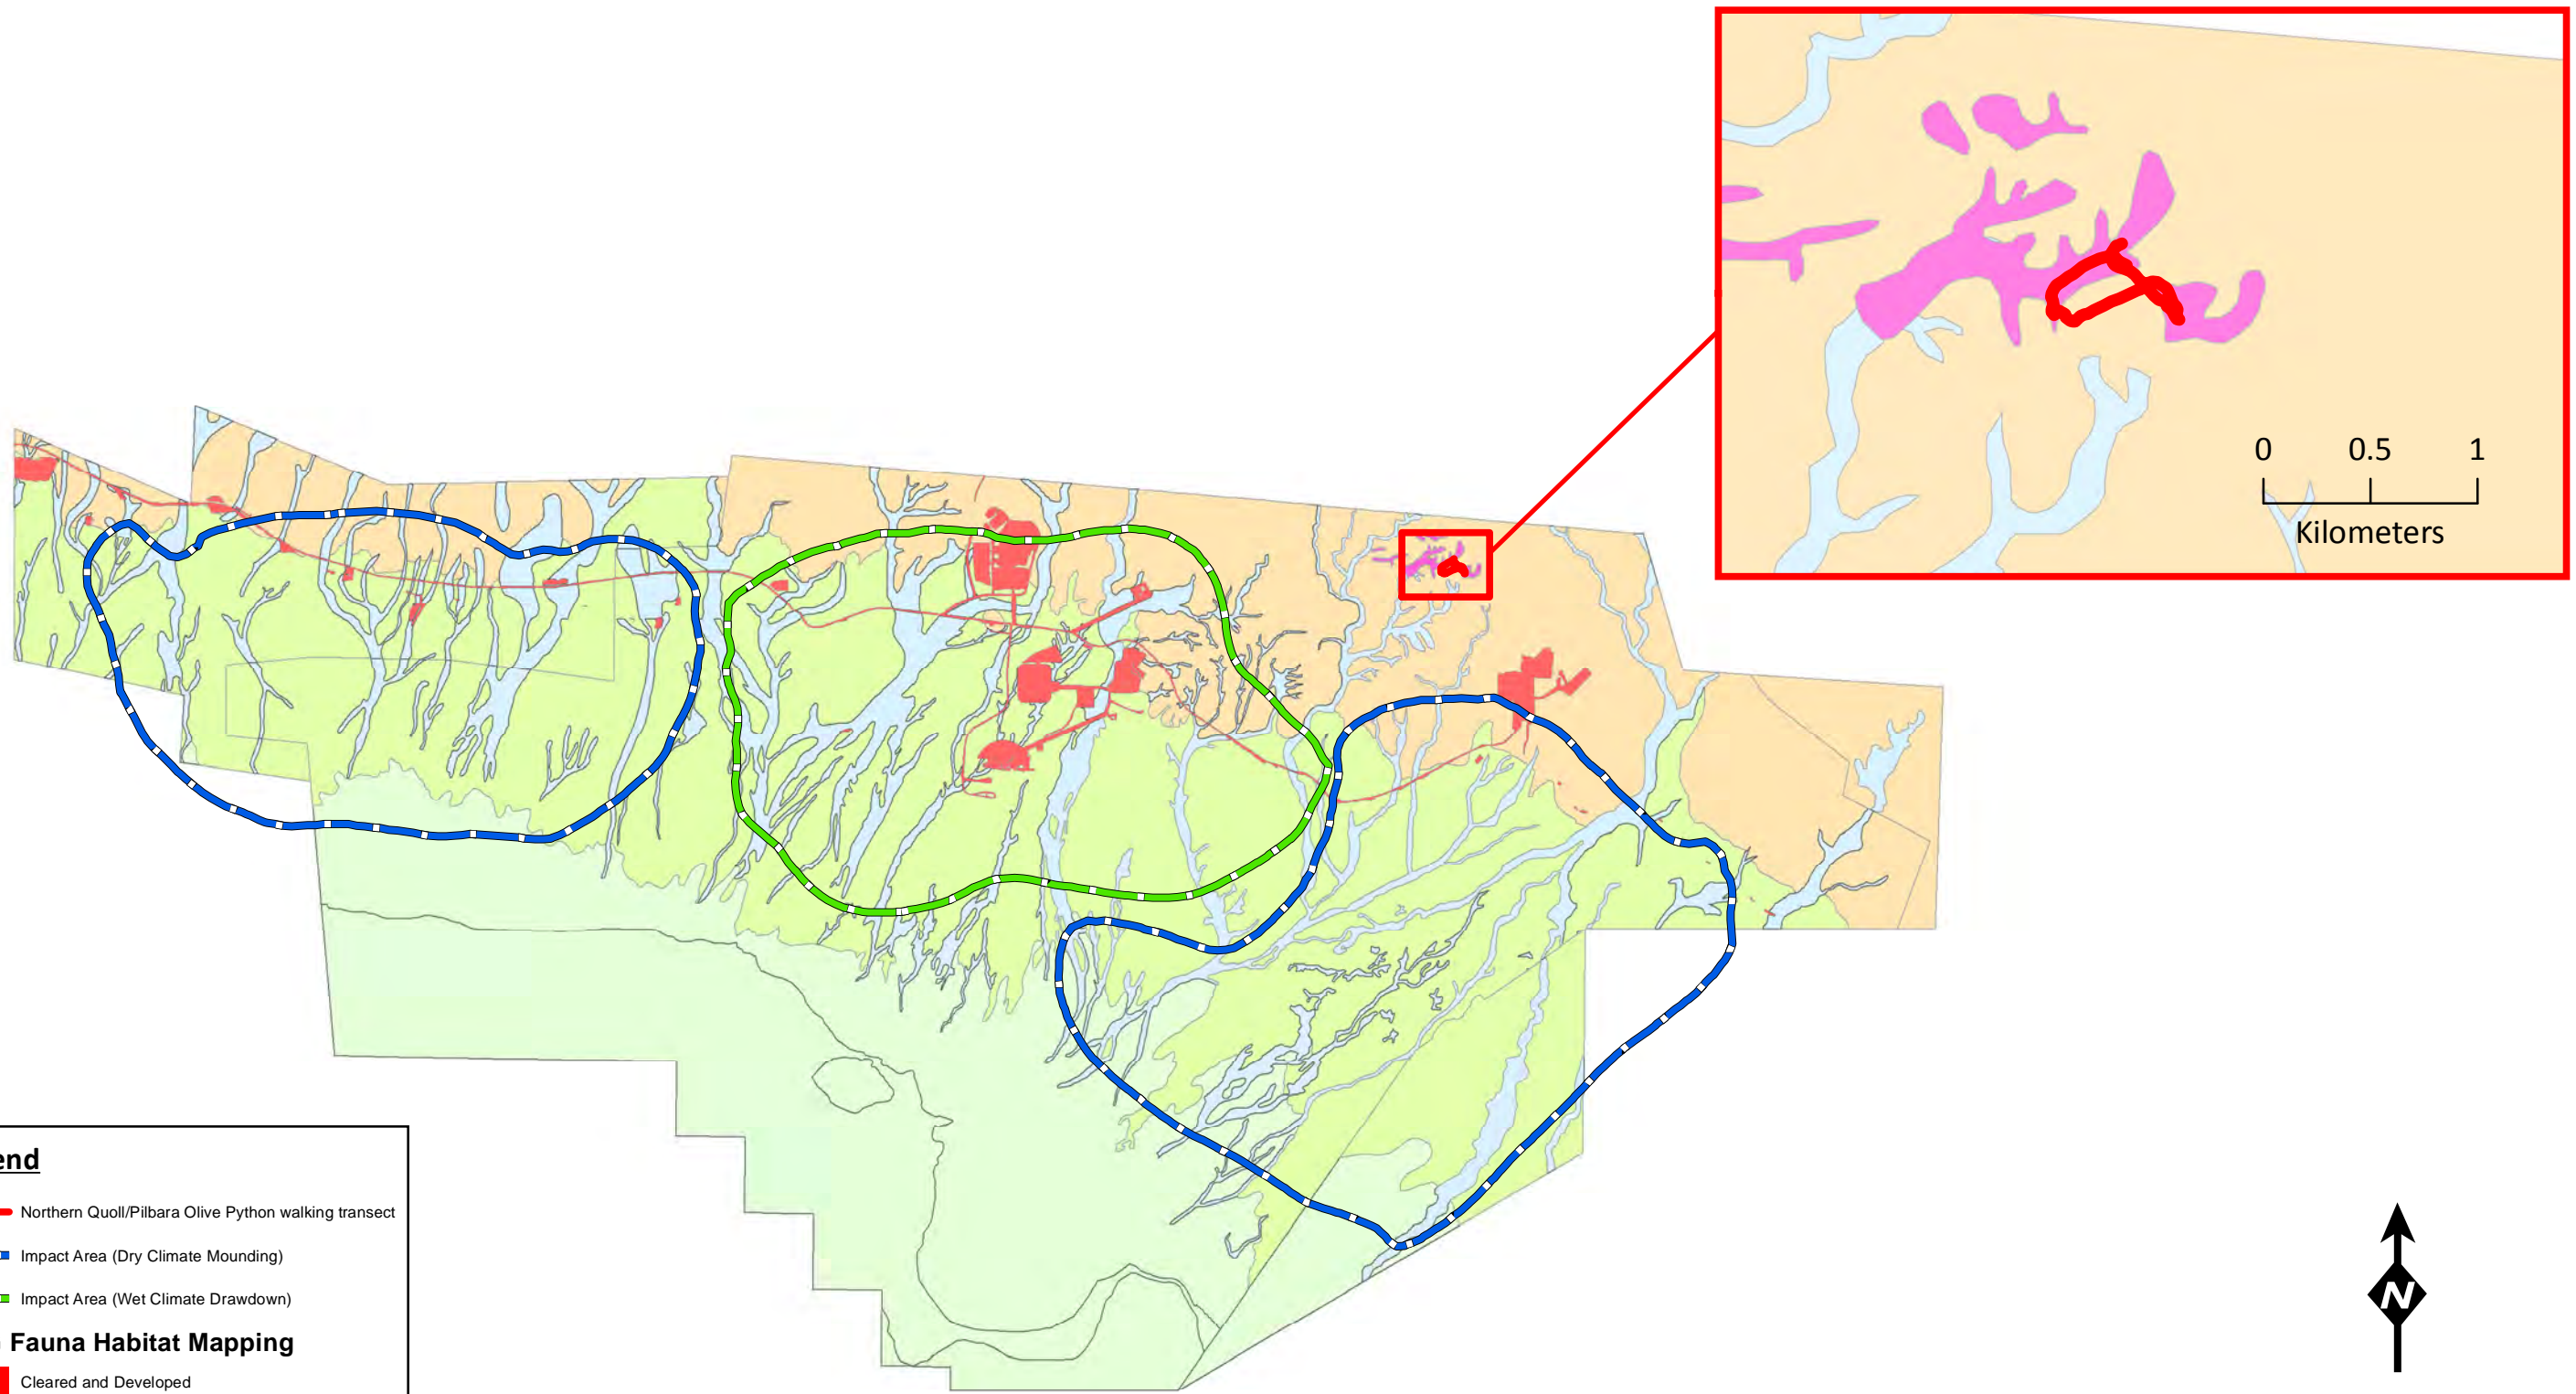 0 0.5 1
Kilometers
end
Northern Quoll/Pilbara Olive Python walking transect
Impact Area (Dry Climate Mounding)
Impact Area (Wet Climate Drawdown)
Fauna Habitat Mapping
Cleared and Developed
N